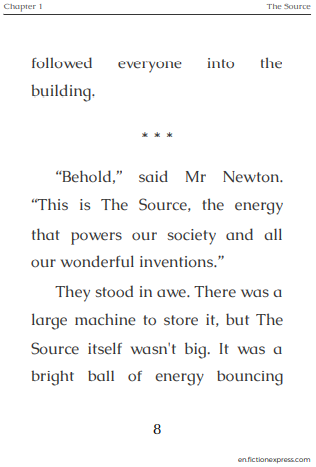 Chapter 1 The Source
followed everyone into the
building.
* * *
“Behold,” said Mr Newton.
“This is The Source, the energy
that powers our society and all
our wonderful inventions.”
They stood in awe. There was a
large machine to store it, but The
Source itself wasn't big. It was a
bright ball of energy bouncing
8
en.fictionexpress.com